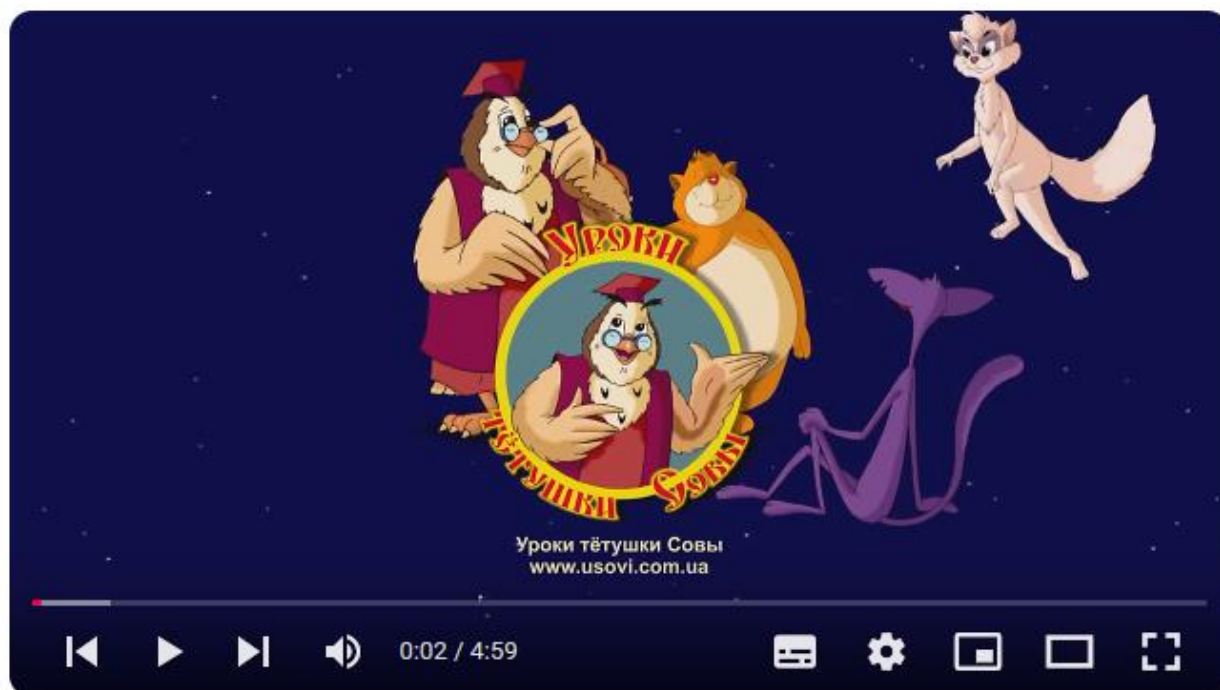 Уроки
тётушки Совы
Уроки тётушки Совы
www.usovi.com.ua
0:02 / 4:59